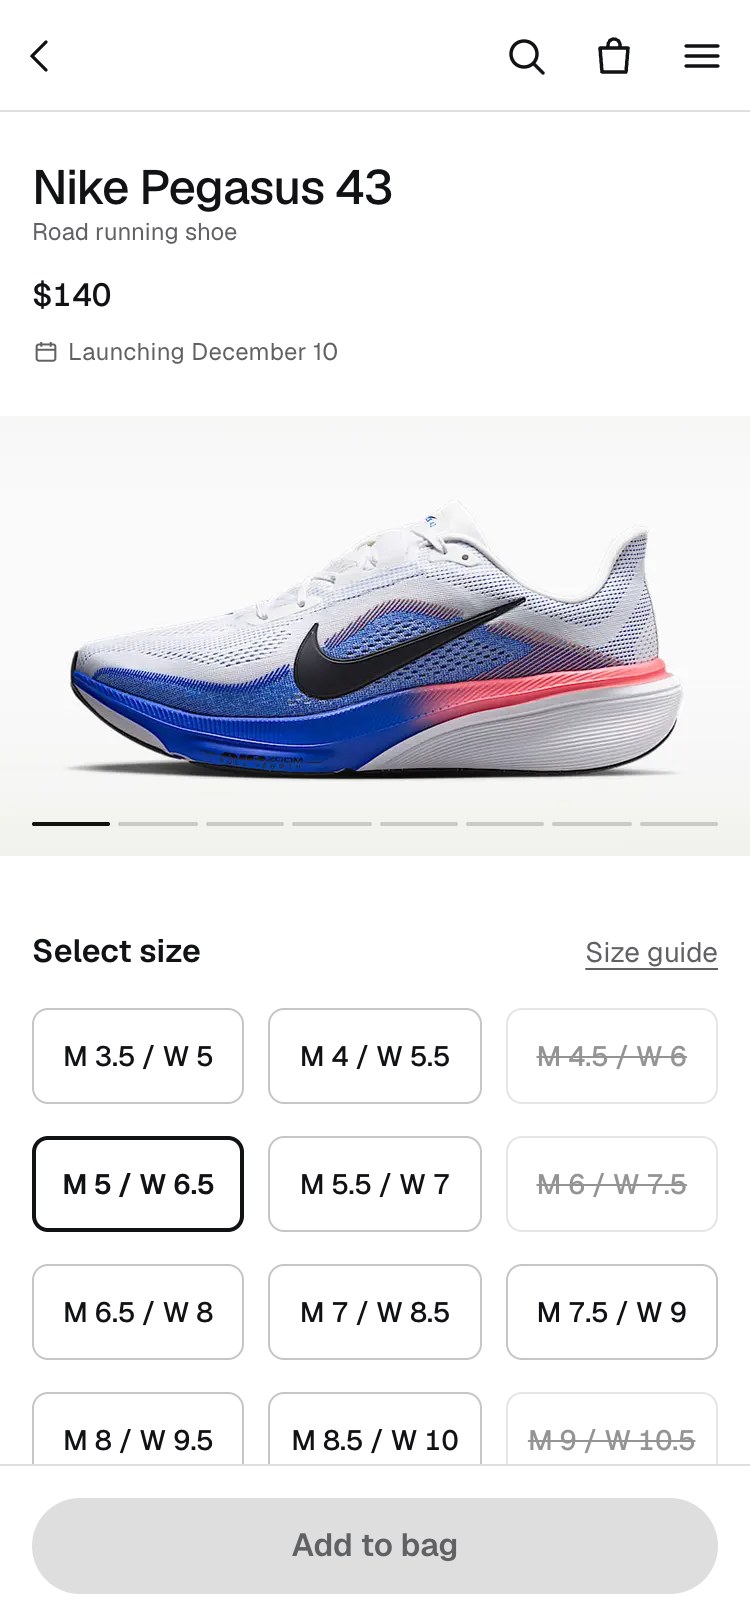 Nike Pegasus 43
Road running shoe
$140
Launching December 10
Select size
Size guide
M 3.5 / W 5
M 4 / W 5.5
M 4.5 / W 6
M 5 / W 6.5
M 5.5 / W 7
M 6 / W 7.5
M 6.5 / W 8
M 7 / W 8.5
M 7.5 / W 9
M 8 / W 9.5
M 8.5 / W 10
M 9 / W 10.5
Add to bag